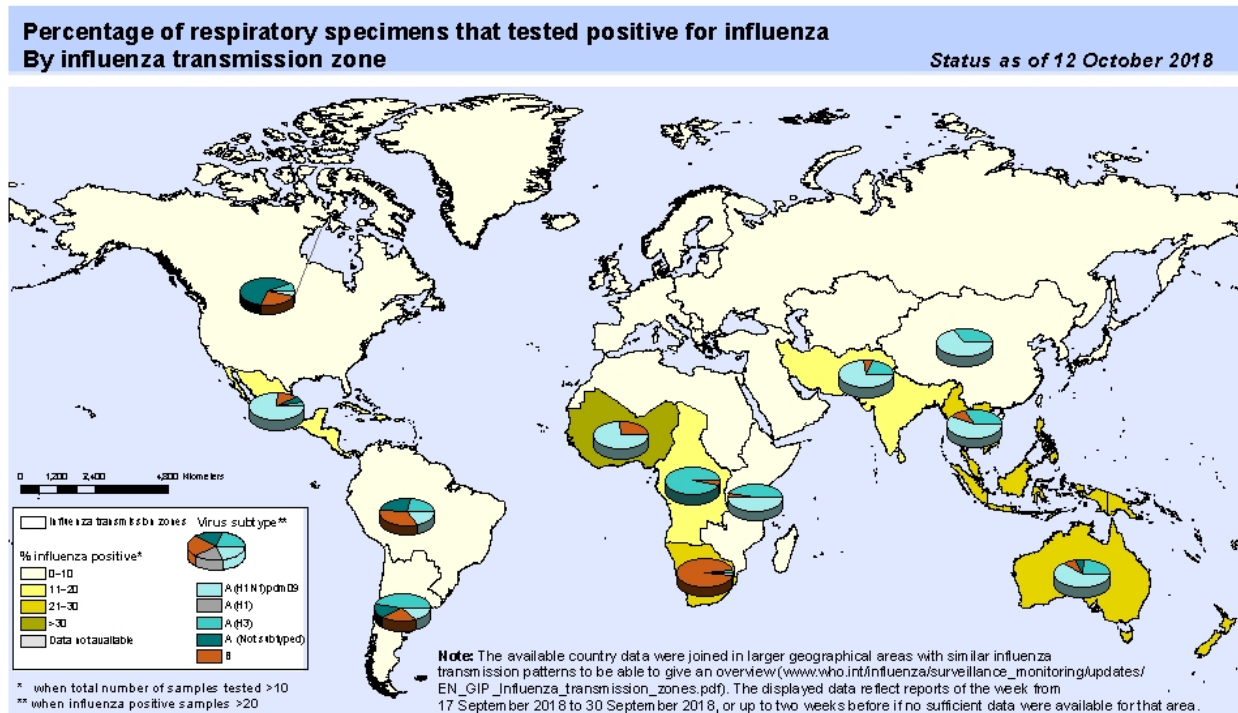 Percentage of respiratory specimens that tested positive for influenza
By influenza transmission zone
Status as of 12 October 2018
0 1,200 2,400 4,800 Kilometers
Influenza transmission zones
% influenza positive*
0-10
11-20
21-30
>30
Data not available
Virus subtype**
A(H1N1)pdm09
A(H1)
A(H3)
A (Not subtyped)
B
* when total number of samples tested >10
** when influenza positive samples >20
Note: The available country data were joined in larger geographical areas with similar influenza
transmission patterns to be able to give an overview (www.who.int/influenza/surveillance_monitoring/updates/
EN_GIP_Influenza_transmission_zones.pdf). The displayed data reflect reports of the week from
17 September 2018 to 30 September 2018, or up to two weeks before if no sufficient data were available for that area.